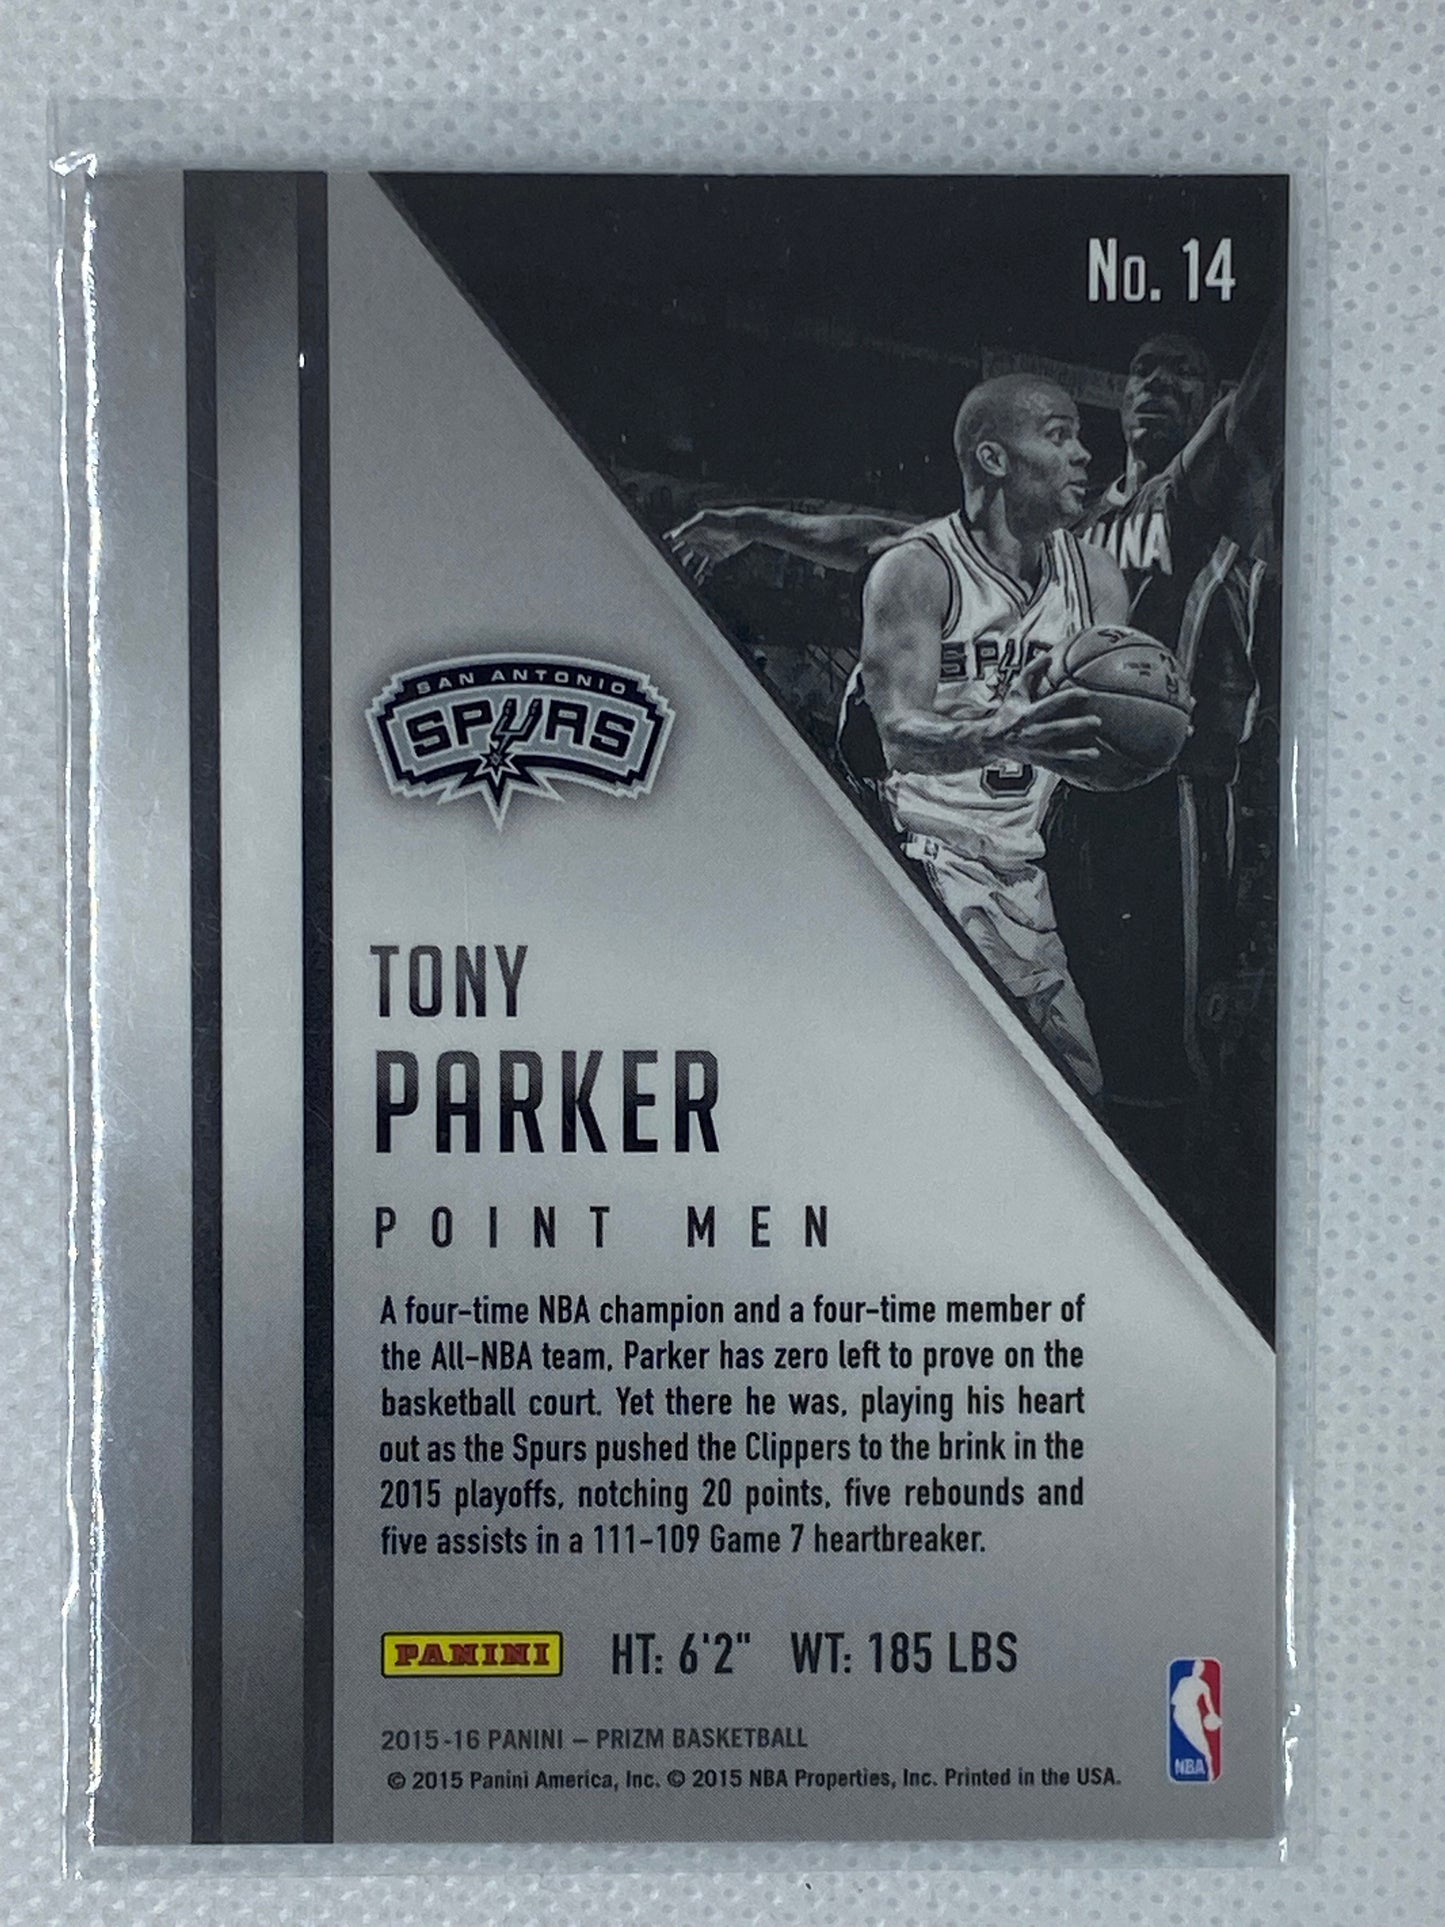 No. 14
INA
SPURS
SAN ANTONIO
SPURS
TONY
PARKER
POINT MEN
A four-time NBA champion and a four-time member of
the All-NBA team, Parker has zero left to prove on the
basketball court. Yet there he was, playing his heart
out as the Spurs pushed the Clippers to the brink in the
2015 playoffs, notching 20 points, five rebounds and
five assists in a 111-109 Game 7 heartbreaker.
PANINI HT: 6'2" WT: 185 LBS
2015-16 PANINI – PRIZM BASKETBALL
© 2015 Panini America, Inc. © 2015 NBA Properties, Inc. Printed in the USA.
NBA